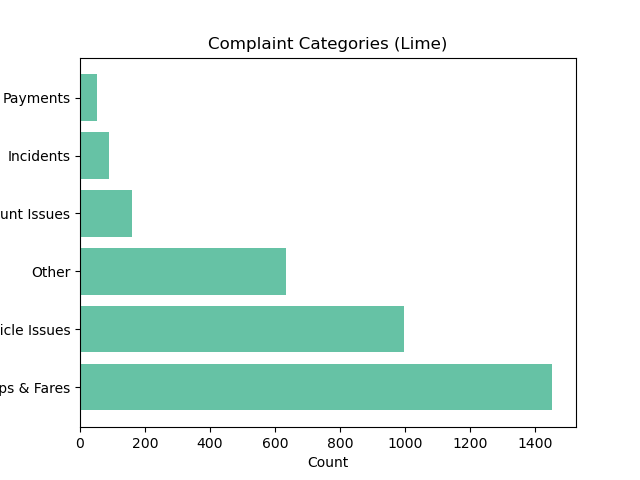 Complaint Categories (Lime)
Payments
Incidents
unt Issues
Other
icle Issues
ps & Fares
0 200 400 600 800 1000 1200 1400
Count